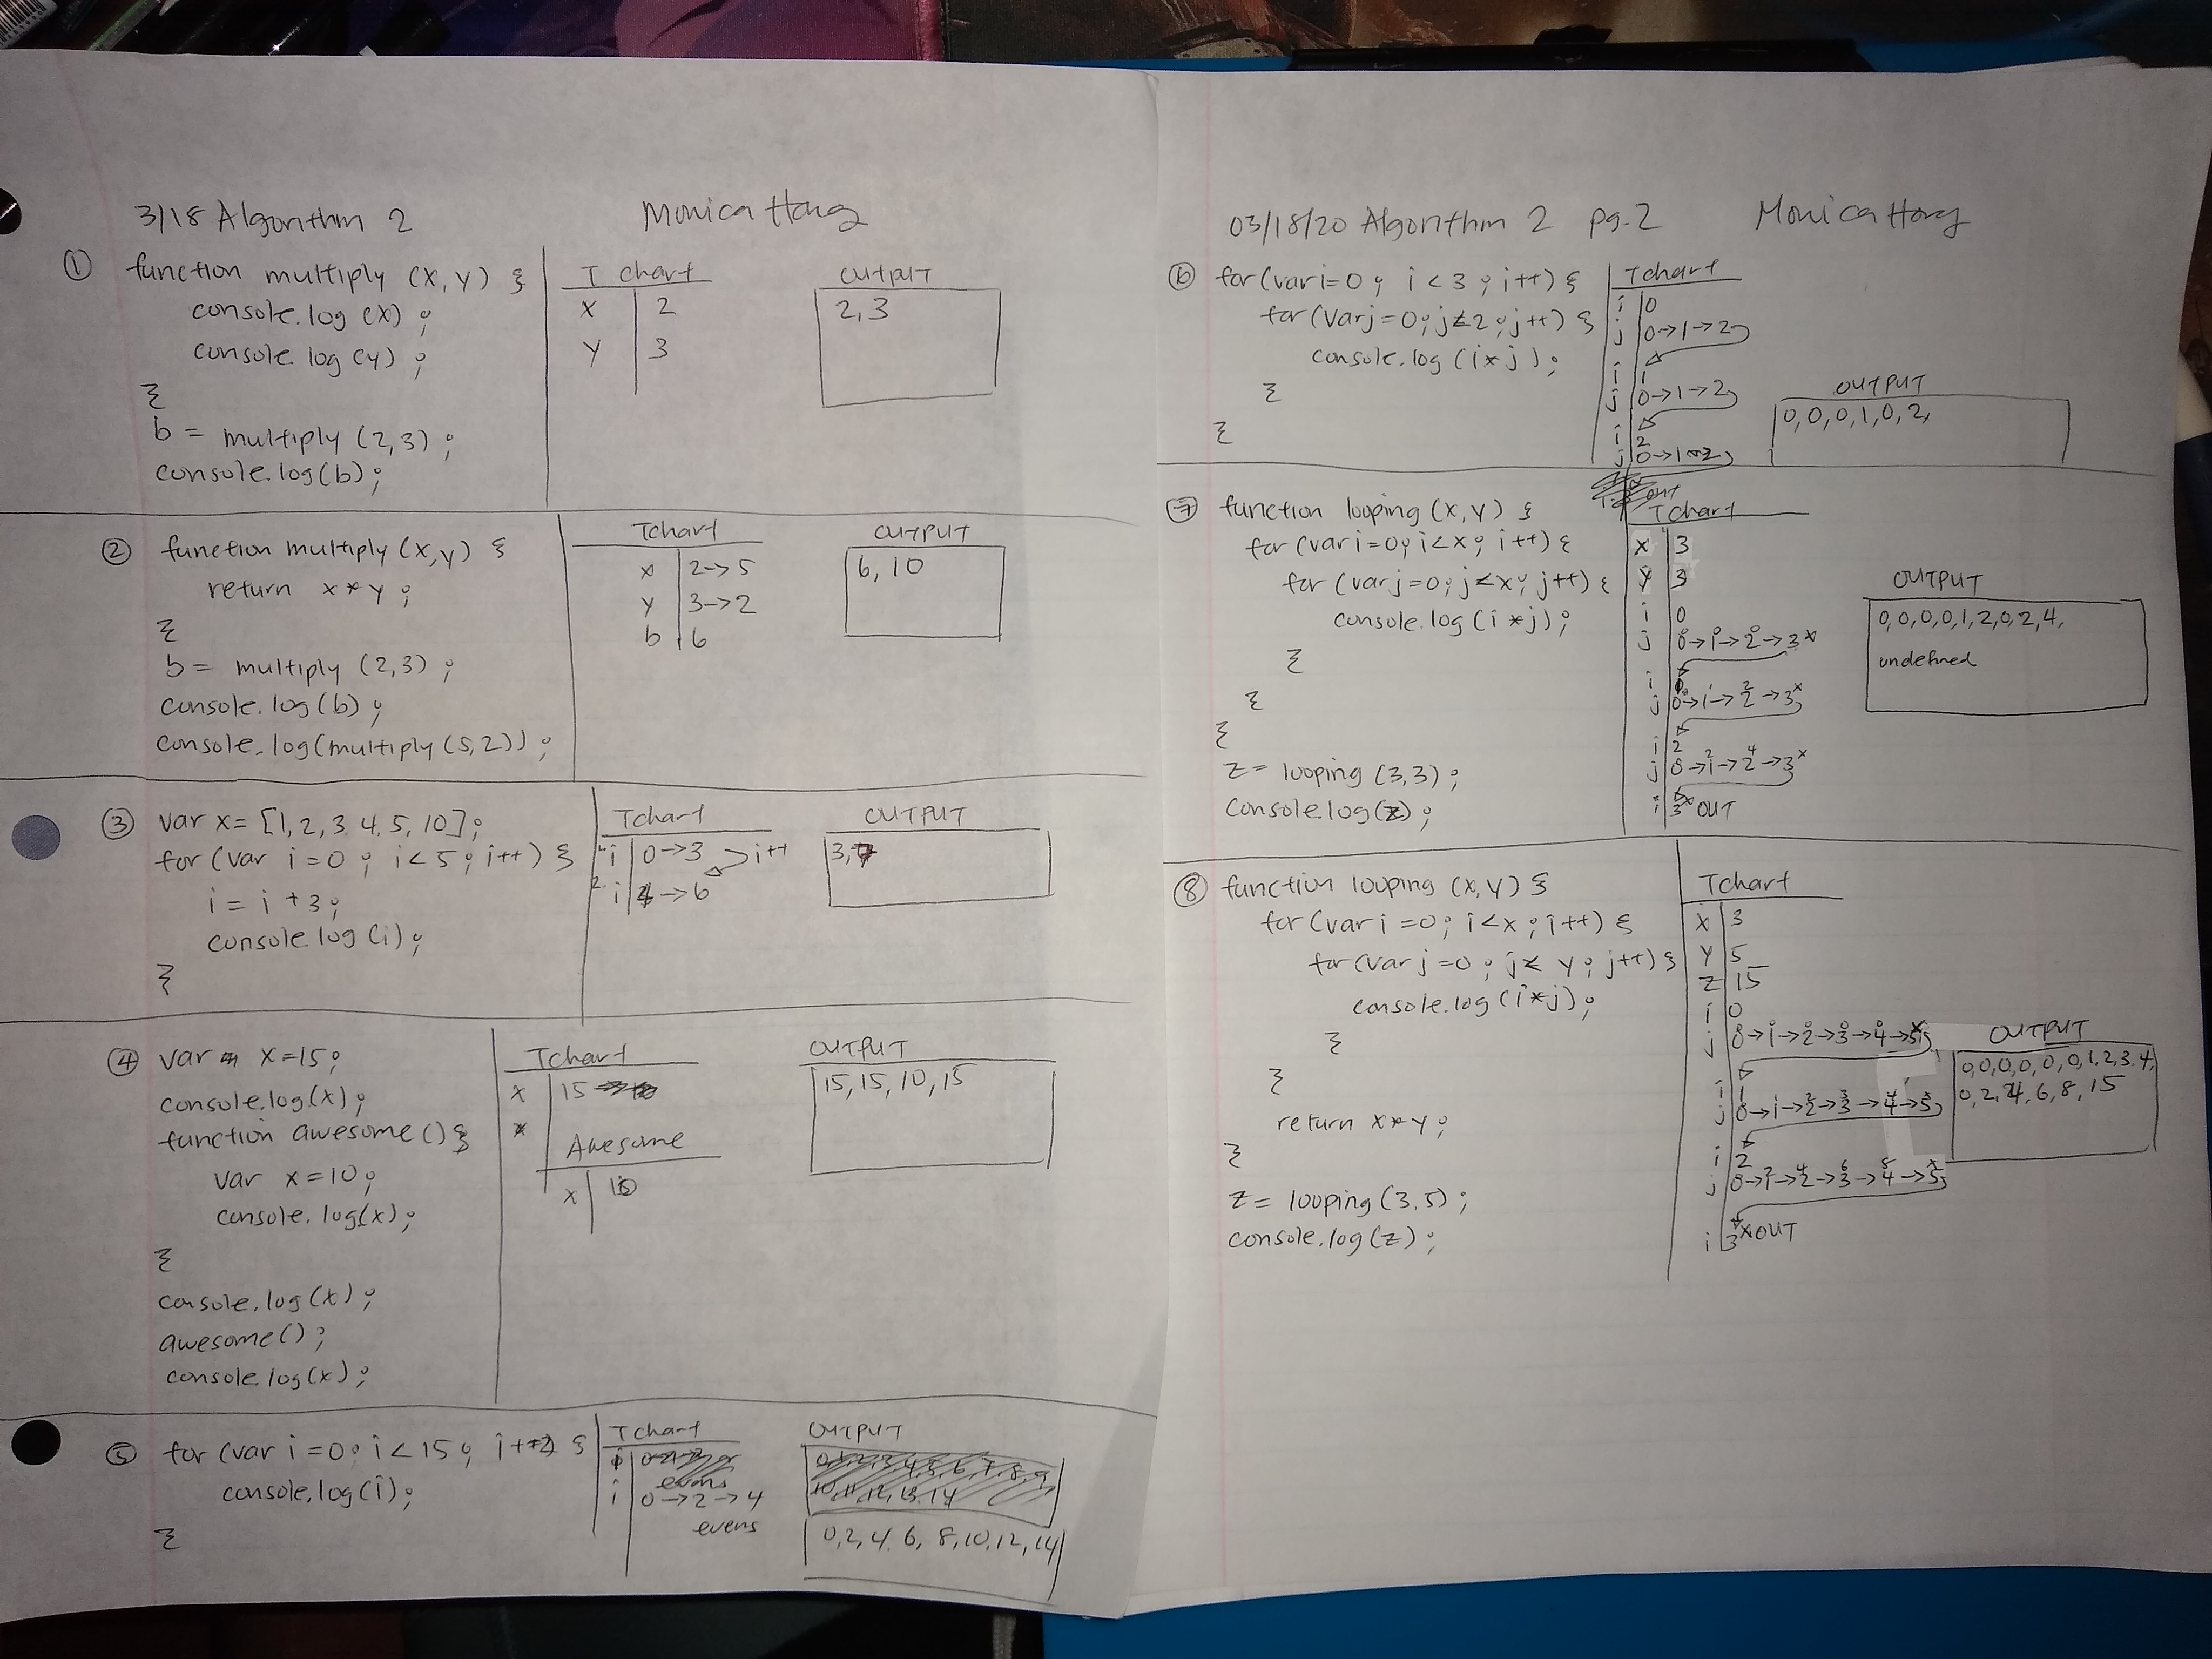 3/18 Algorithm 2 Monica Hong
① function multiply (x, y) {
console.log (x) ;
console.log (y) ;
}
b = multiply (2,3) ;
console.log(b) ;
T chart
x 2
y 3
OUTPUT
2, 3
② function multiply (x,y) {
return x * y ;
}
b = multiply (2,3) ;
console.log(b) ;
console.log(multiply (5,2)) ;
Tchart
x 2→5
y 3→2
b 6
OUTPUT
6, 10
③ var x = [1, 2, 3, 4, 5, 10] ;
for (var i = 0 ; i < 5 ; i++) {
i = i + 3 ;
console.log (i) ;
}
Tchart
1. i 0→3 i++
2. i 4→6
OUTPUT
3,
④ var x=15 ;
console.log(x) ;
function awesome () {
var x=10 ;
console.log(x) ;
}
console.log(x) ;
awesome() ;
console.log(x) ;
Tchart
x 15
x
Awesome
x 10
OUTPUT
15, 15, 10, 15
⑤ for (var i = 0 ; i < 15 ; i+2) {
console.log(i) ;
}
Tchart
evens
i 0→2→4
evens
OUTPUT
0,1,2,3,4,5,6,7,8,9
10,11,12,13,14
0, 2, 4, 6, 8, 10, 12, 14
03/18/20 Algorithm 2 pg. 2 Monica Hong
⑥ for (var i=0 ; i < 3 ; i++) {
for (var j=0 ; j<2 ; j++) {
console.log (i*j) ;
}
}
Tchart
i 0
j 0→1→2
i 1
j 0→1→2
i 2
j 0→1→2
out
OUTPUT
0, 0, 0, 1, 0, 2,
⑦ function looping (x,y) {
for (var i=0 ; i<x ; i++) {
for (var j=0 ; j<x ; j++) {
console.log (i *j) ;
}
}
}
z = looping (3,3) ;
console.log(z) ;
Tchart
x 3
y 3
i 0
j 0→1→2→3x
i 1
j 0→1→2→3x
i 2
j 0→1→2→3x
i 3x OUT
OUTPUT
0, 0, 0, 0, 1, 2, 0, 2, 4,
undefined
⑧ function looping (x, y) {
for (var i =0 ; i<x ; i++) {
for (var j =0 ; j< y ; j++) {
console.log (i*j) ;
}
}
return x*y ;
}
z = looping (3,5) ;
console.log(z) ;
Tchart
x 3
y 5
z 15
i 0
j 0→1→2→3→4→5
i 1
j 0→1→2→3→4→5
i 2
j 0→1→2→3→4→5
i 3x OUT
OUTPUT
0, 0, 0, 0, 0, 0, 1, 2, 3, 4,
0, 2, 4, 6, 8, 15